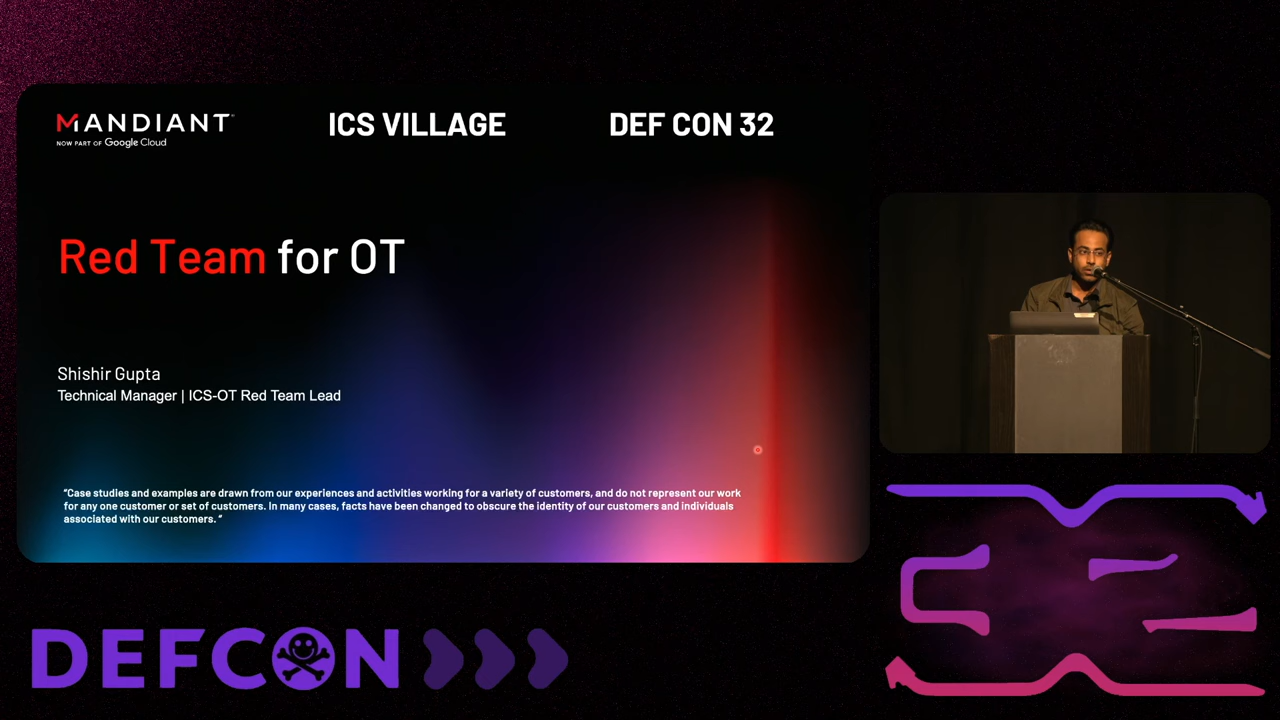 MANDIANT
NOW PART OF Google Cloud
ICS VILLAGE
DEF CON 32
Red Team for OT
Shishir Gupta
Technical Manager | ICS-OT Red Team Lead
“Case studies and examples are drawn from our experiences and activities working for a variety of customers, and do not represent our work
for any one customer or set of customers. In many cases, facts have been changed to obscure the identity of our customers and individuals
associated with our customers. ”
DEFCON